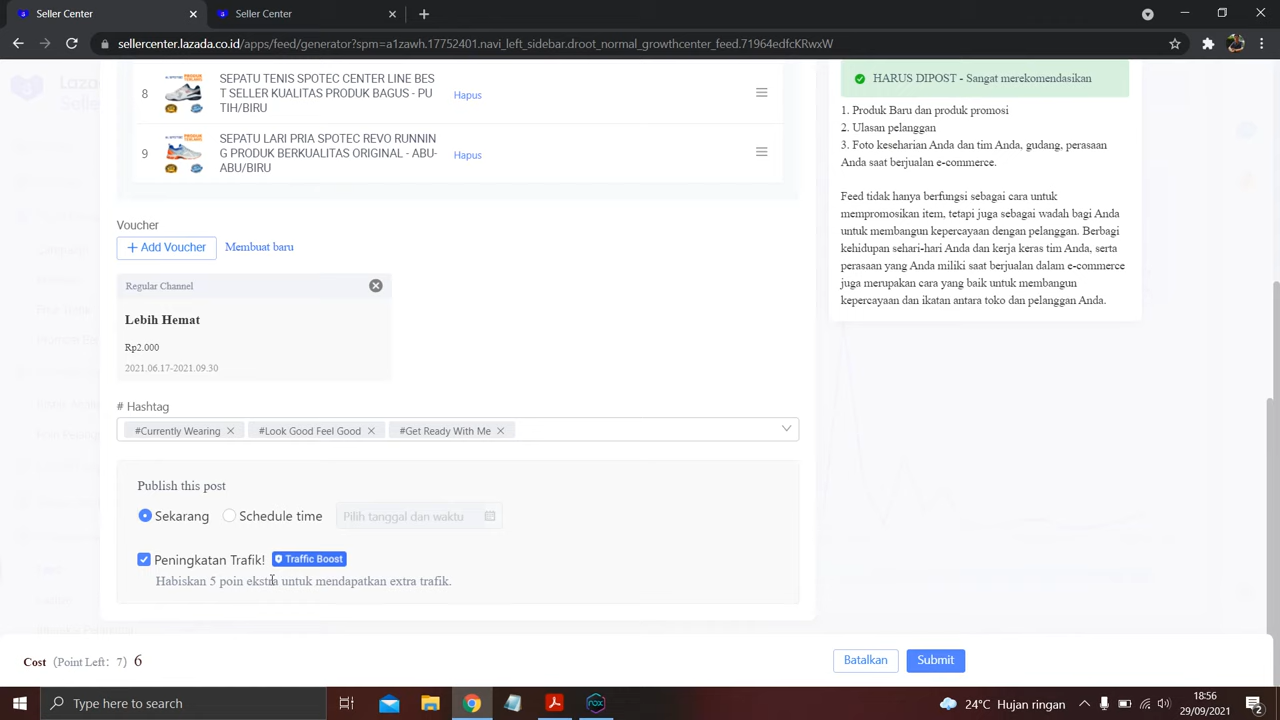 Seller Center
Seller Center
sellercenter.lazada.co.id/apps/feed/generator?spm=a1zawh.17752401.navi_left_sidebar.droot_normal_growthcenter_feed.71964edfcKRwxW
8
SEPATU TENIS SPOTEC CENTER LINE BES
T SELLER KUALITAS PRODUK BAGUS - PU
TIH/BIRU
Hapus
9
SEPATU LARI PRIA SPOTEC REVO RUNNIN
G PRODUK BERKUALITAS ORIGINAL - ABU-
ABU/BIRU
Hapus
Voucher
+ Add Voucher
Membuat baru
Regular Channel
Lebih Hemat
Rp2.000
2021.06.17-2021.09.30
# Hashtag
#Currently Wearing
#Look Good Feel Good
#Get Ready With Me
Publish this post
Sekarang
Schedule time
Pilih tanggal dan waktu
Peningkatan Trafik!
Traffic Boost
Habiskan 5 poin ekstra untuk mendapatkan extra trafik.
HARUS DIPOST - Sangat merekomendasikan
1. Produk Baru dan produk promosi
2. Ulasan pelanggan
3. Foto keseharian Anda dan tim Anda, gudang, perasaan
Anda saat berjualan e-commerce.
Feed tidak hanya berfungsi sebagai cara untuk
mempromosikan item, tetapi juga sebagai wadah bagi Anda
untuk membangun kepercayaan dengan pelanggan. Berbagi
kehidupan sehari-hari Anda dan kerja keras tim Anda, serta
perasaan yang Anda miliki saat berjualan dalam e-commerce
juga merupakan cara yang baik untuk membangun
kepercayaan dan ikatan antara toko dan pelanggan Anda.
Cost (Point Left: 7) 6
Batalkan
Submit
Type here to search
24°C Hujan ringan
18:56
29/09/2021
2